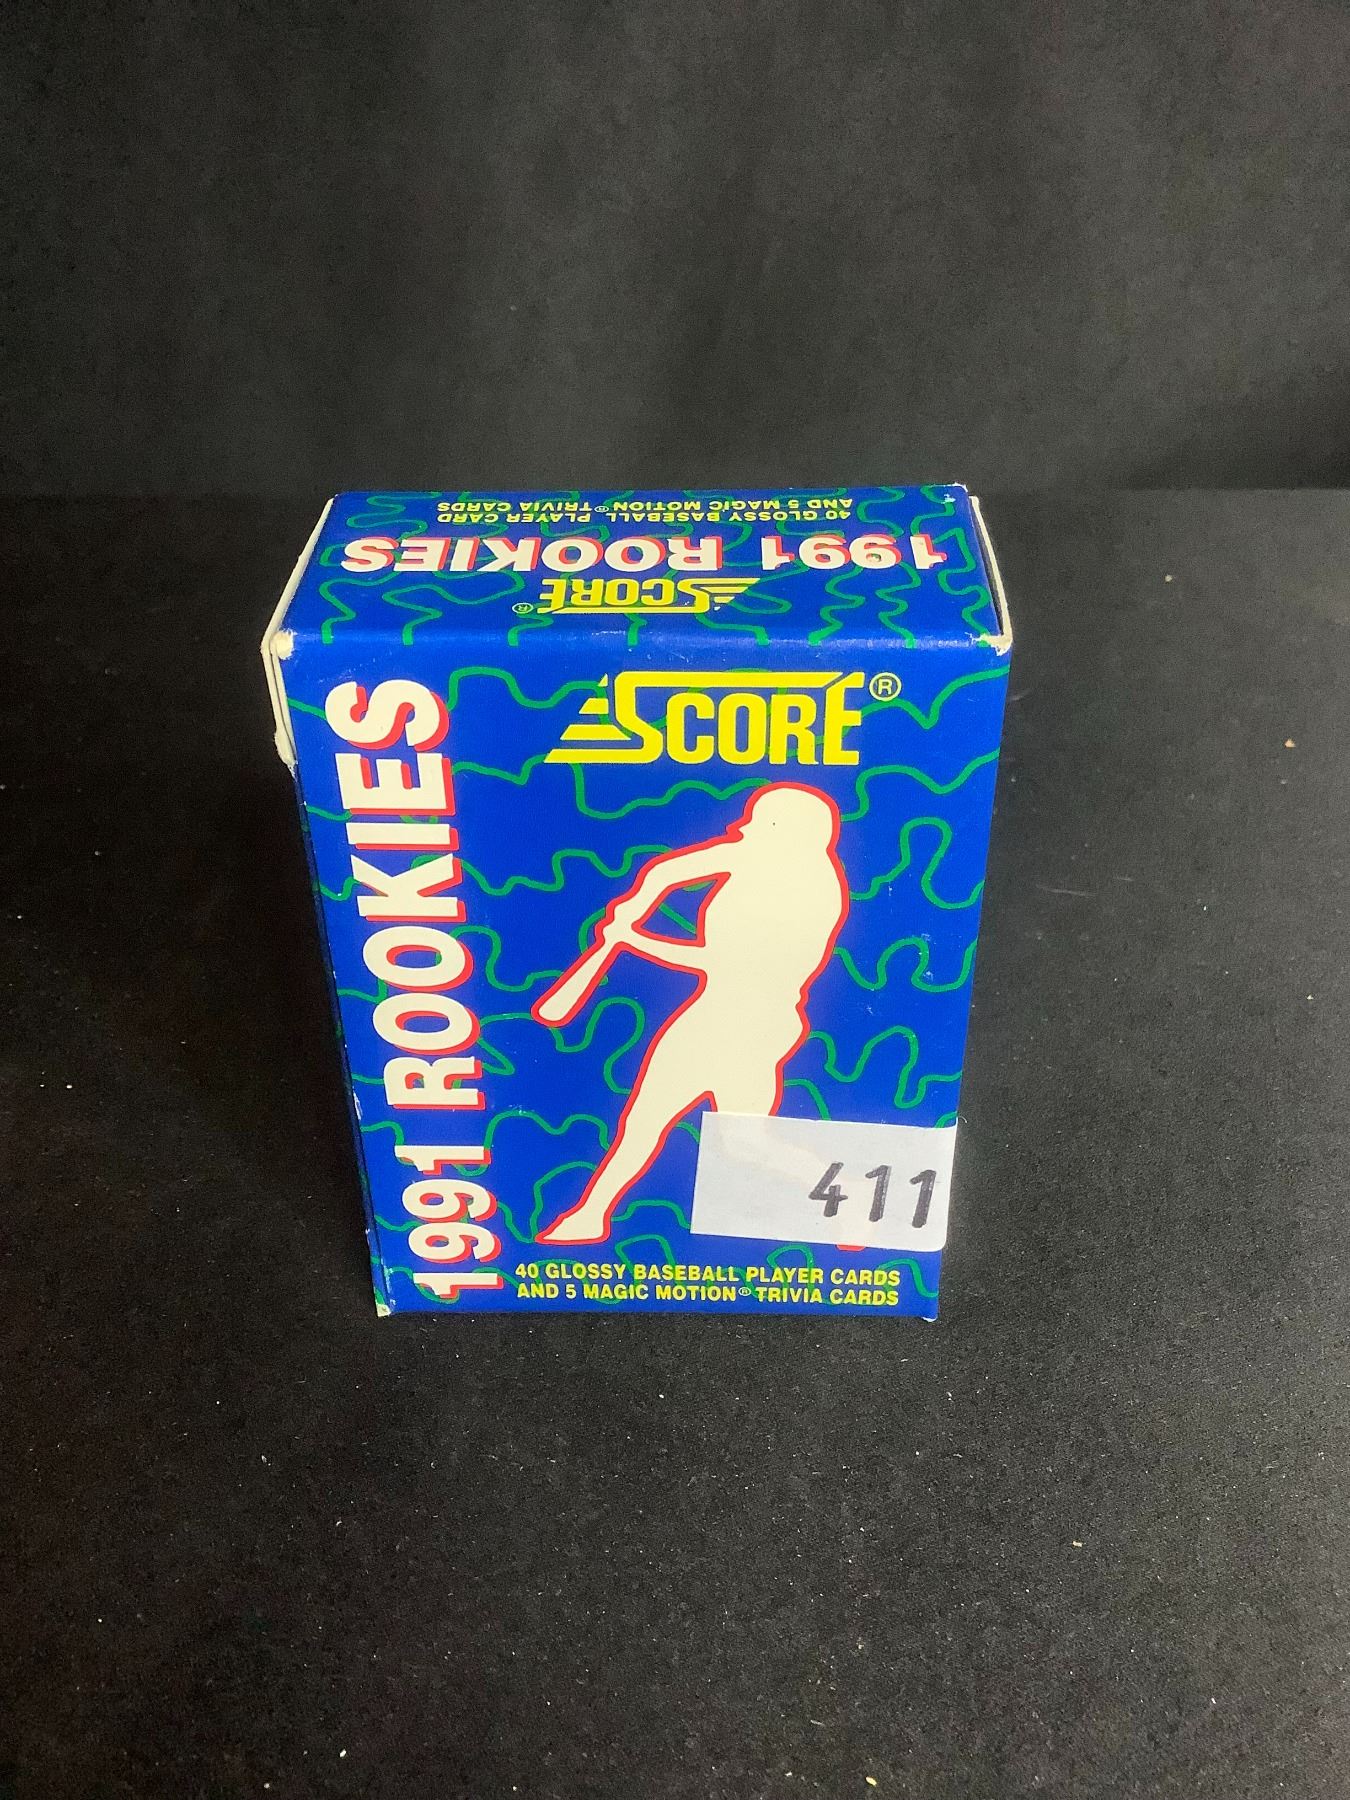 40 GLOSSY BASEBALL PLAYER CARD
AND 5 MAGIC MOTION® TRIVIA CARDS
1991 ROOKIES
SCORE®
SCORE®
1991 ROOKIES
411
40 GLOSSY BASEBALL PLAYER CARDS
AND 5 MAGIC MOTION® TRIVIA CARDS